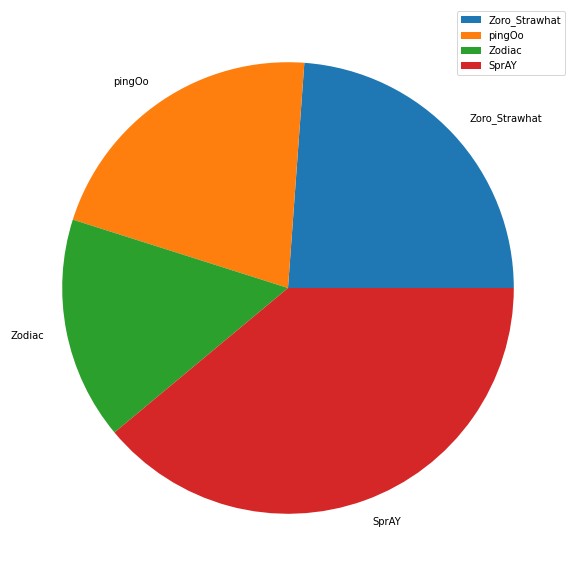 Zoro_Strawhat
pingOo
Zodiac
SprAY
pingOo
Zoro_Strawhat
Zodiac
SprAY